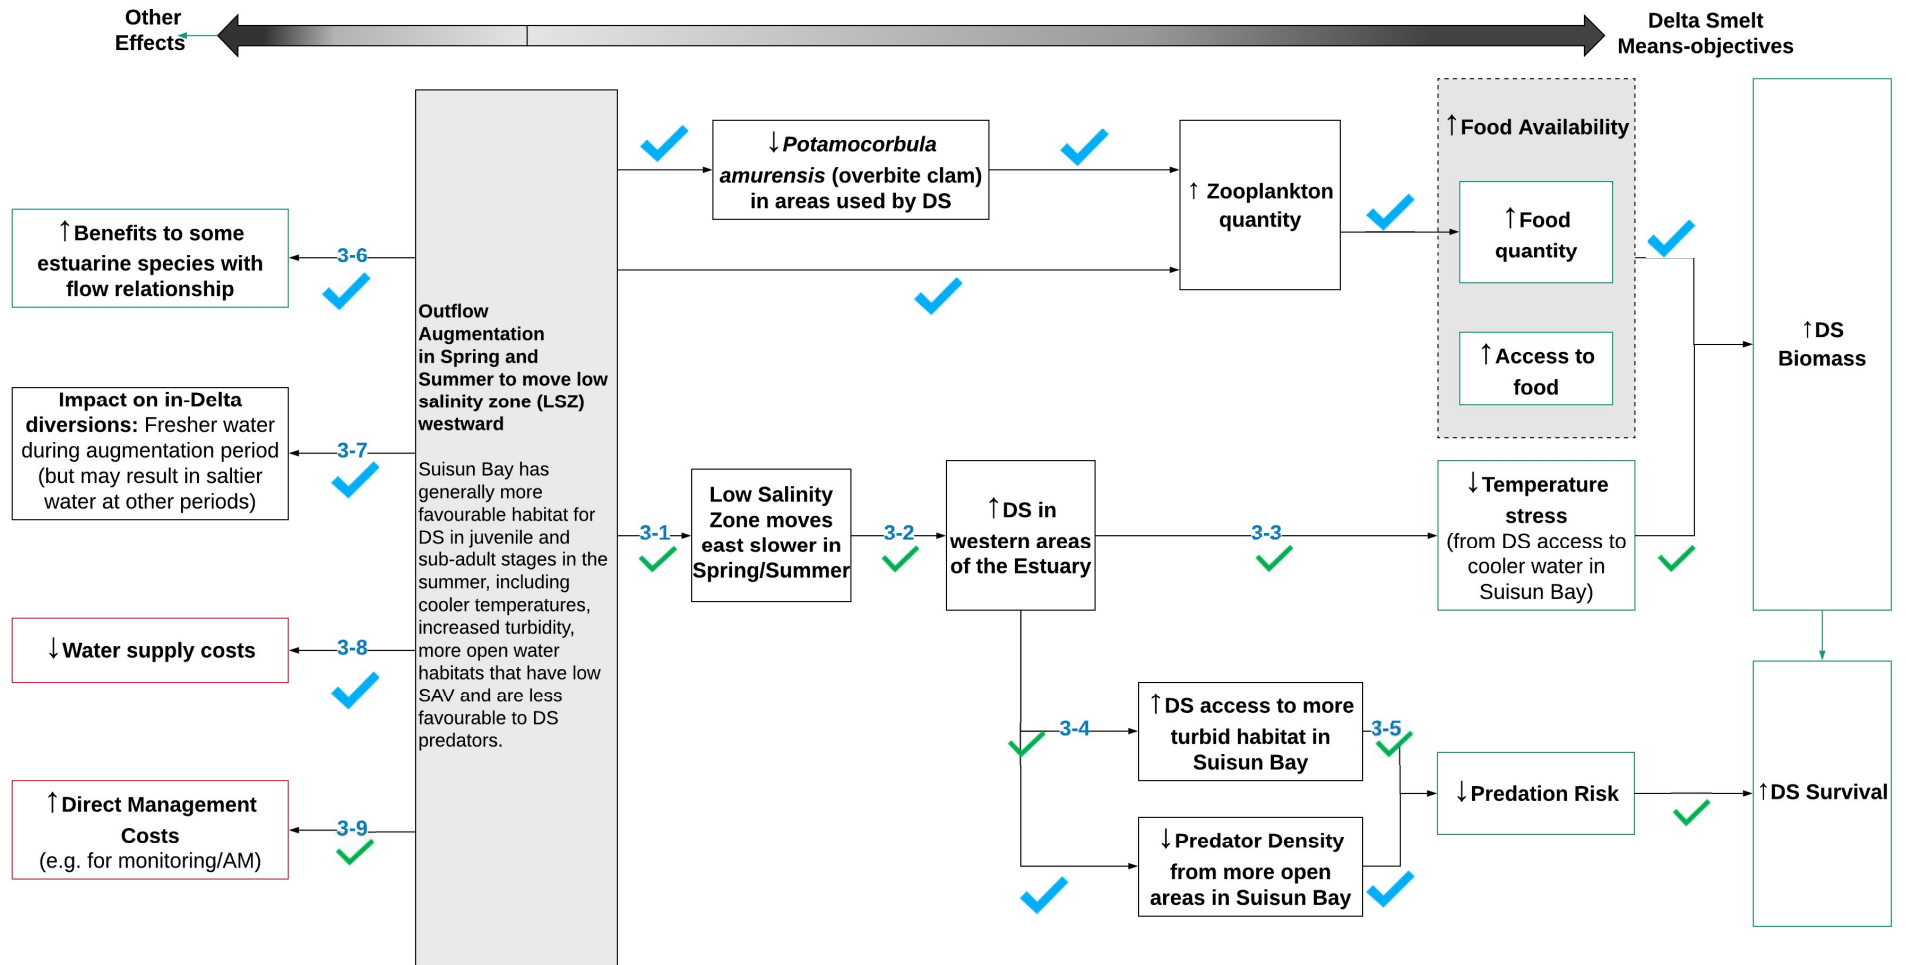 Other
Effects
Delta Smelt
Means-objectives
↑Benefits to some
estuarine species with
flow relationship
3-6
Impact on in-Delta
diversions: Fresher water
during augmentation period
(but may result in saltier
water at other periods)
3-7
↓Water supply costs
3-8
↑Direct Management
Costs
(e.g. for monitoring/AM)
3-9
Outflow
Augmentation
in Spring and
Summer to move low
salinity zone (LSZ)
westward
Suisun Bay has
generally more
favourable habitat for
DS in juvenile and
sub-adult stages in the
summer, including
cooler temperatures,
increased turbidity,
more open water
habitats that have low
SAV and are less
favourable to DS
predators.
↓Potamocorbula
amurensis (overbite clam)
in areas used by DS
↑ Zooplankton
quantity
↑Food Availability
↑Food
quantity
↑Access to
food
3-1
Low Salinity
Zone moves
east slower in
Spring/Summer
3-2
↑DS in
western areas
of the Estuary
3-3
↓Temperature
stress
(from DS access to
cooler water in
Suisun Bay)
3-4
↑DS access to more
turbid habitat in
Suisun Bay
3-5
↓Predator Density
from more open
areas in Suisun Bay
↓Predation Risk
↑DS
Biomass
↑DS Survival